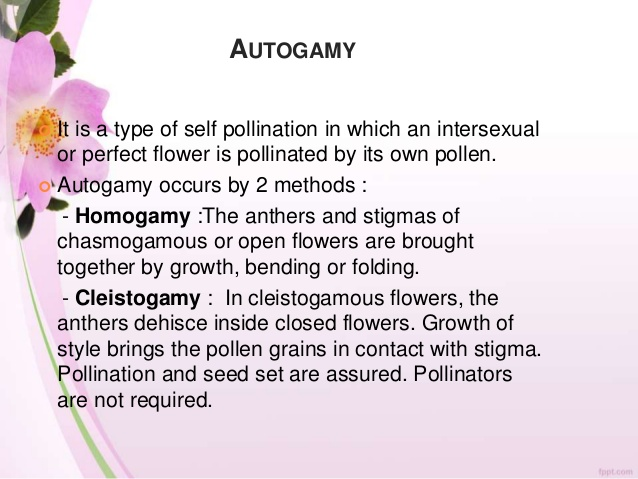 AUTOGAMY
It is a type of self pollination in which an intersexual
or perfect flower is pollinated by its own pollen.
Autogamy occurs by 2 methods :
- Homogamy :The anthers and stigmas of
chasmogamous or open flowers are brought
together by growth, bending or folding.
- Cleistogamy : In cleistogamous flowers, the
anthers dehisce inside closed flowers. Growth of
style brings the pollen grains in contact with stigma.
Pollination and seed set are assured. Pollinators
are not required.
fppt.com